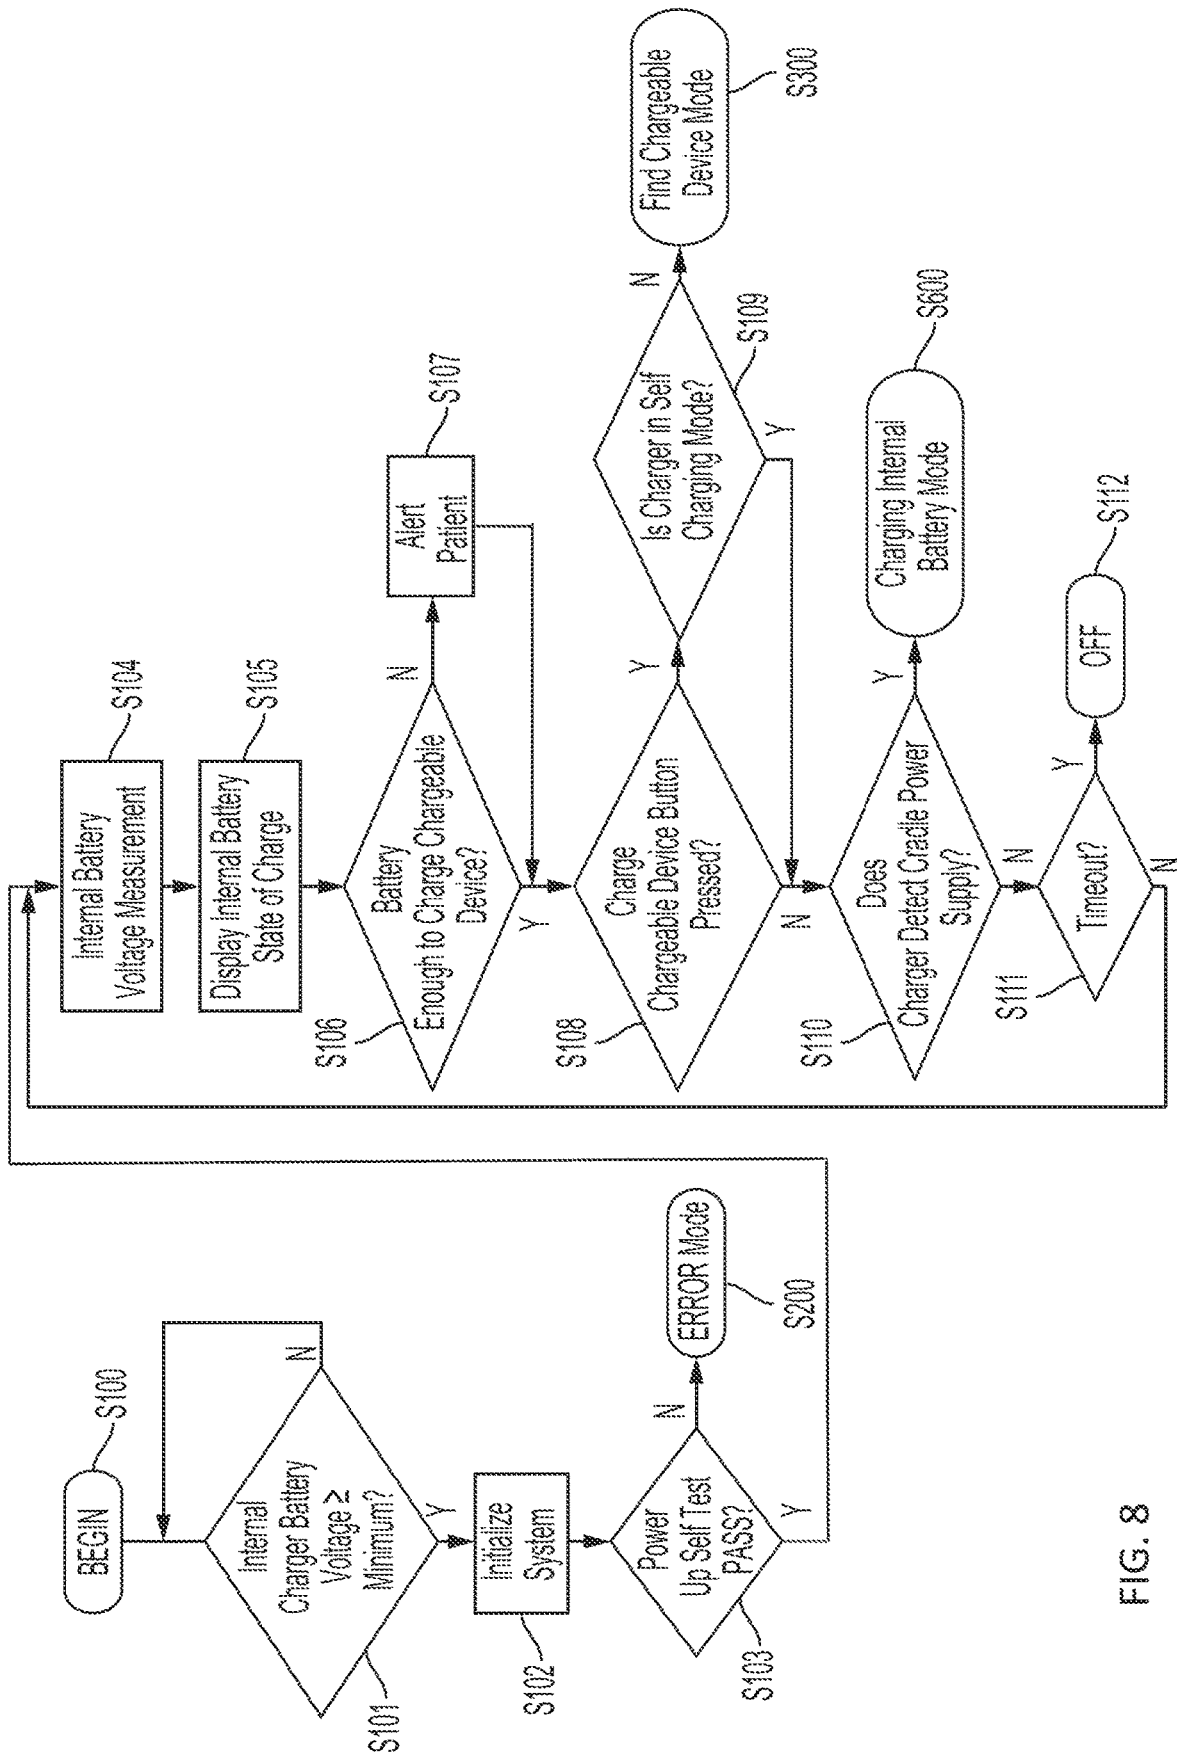 BEGIN
S100
Internal
Charger Battery
Voltage ≥
Minimum?
N
Y
S101
Initialize
System
S102
Power
Up Self Test
PASS?
N
Y
S103
ERROR Mode
S200
Internal Battery
Voltage Measurement
S104
Display Internal Battery
State of Charge
S105
Battery
Enough to Charge Chargeable
Device?
N
Y
S106
Alert
Patient
S107
Charge
Chargeable Device Button
Pressed?
Y
N
S108
Is Charger in Self
Charging Mode?
N
Y
S109
Find Chargeable
Device Mode
S300
Does
Charger Detect Cradle Power
Supply?
Y
N
S110
Charging Internal
Battery Mode
S600
Timeout?
Y
N
S111
OFF
S112
FIG. 8